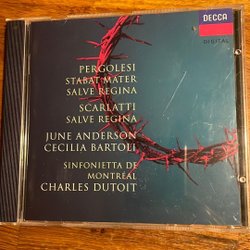 DECCA
DIGITAL
PERGOLESI
STABAT MATER
SALVE REGINA
SCARLATTI
SALVE REGINA
JUNE ANDERSON
CECILIA BARTOLI
SINFONIETTA DE
MONTRÉAL
CHARLES DUTOIT